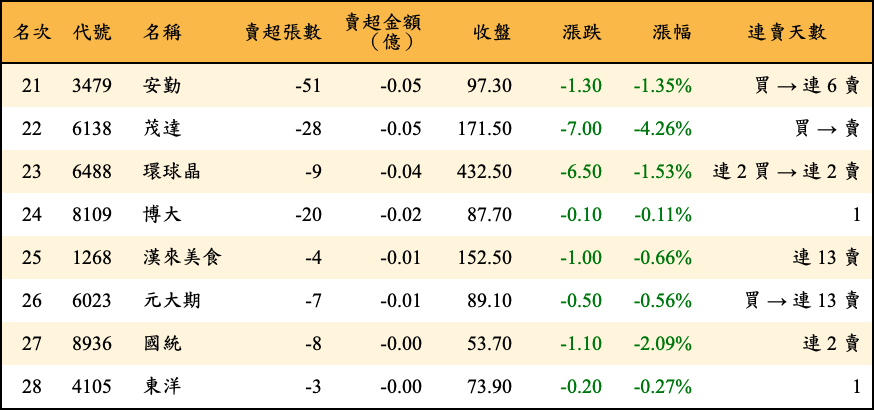 名次 代號 名稱 賣超張數 賣超金額（億） 收盤 漲跌 漲幅 連賣天數
21 3479 安勤 -51 -0.05 97.30 -1.30 -1.35% 買 → 連 6 賣
22 6138 茂達 -28 -0.05 171.50 -7.00 -4.26% 買 → 賣
23 6488 環球晶 -9 -0.04 432.50 -6.50 -1.53% 連 2 買 → 連 2 賣
24 8109 博大 -20 -0.02 87.70 -0.10 -0.11% 1
25 1268 漢來美食 -4 -0.01 152.50 -1.00 -0.66% 連 13 賣
26 6023 元大期 -7 -0.01 89.10 -0.50 -0.56% 買 → 連 13 賣
27 8936 國統 -8 -0.00 53.70 -1.10 -2.09% 連 2 賣
28 4105 東洋 -3 -0.00 73.90 -0.20 -0.27% 1